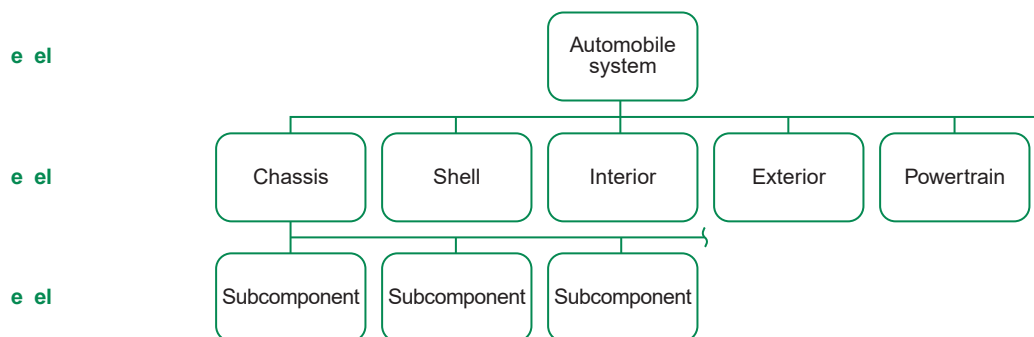 e el
Automobile
system
e el
Chassis Shell Interior Exterior Powertrain
e el
Subcomponent Subcomponent Subcomponent